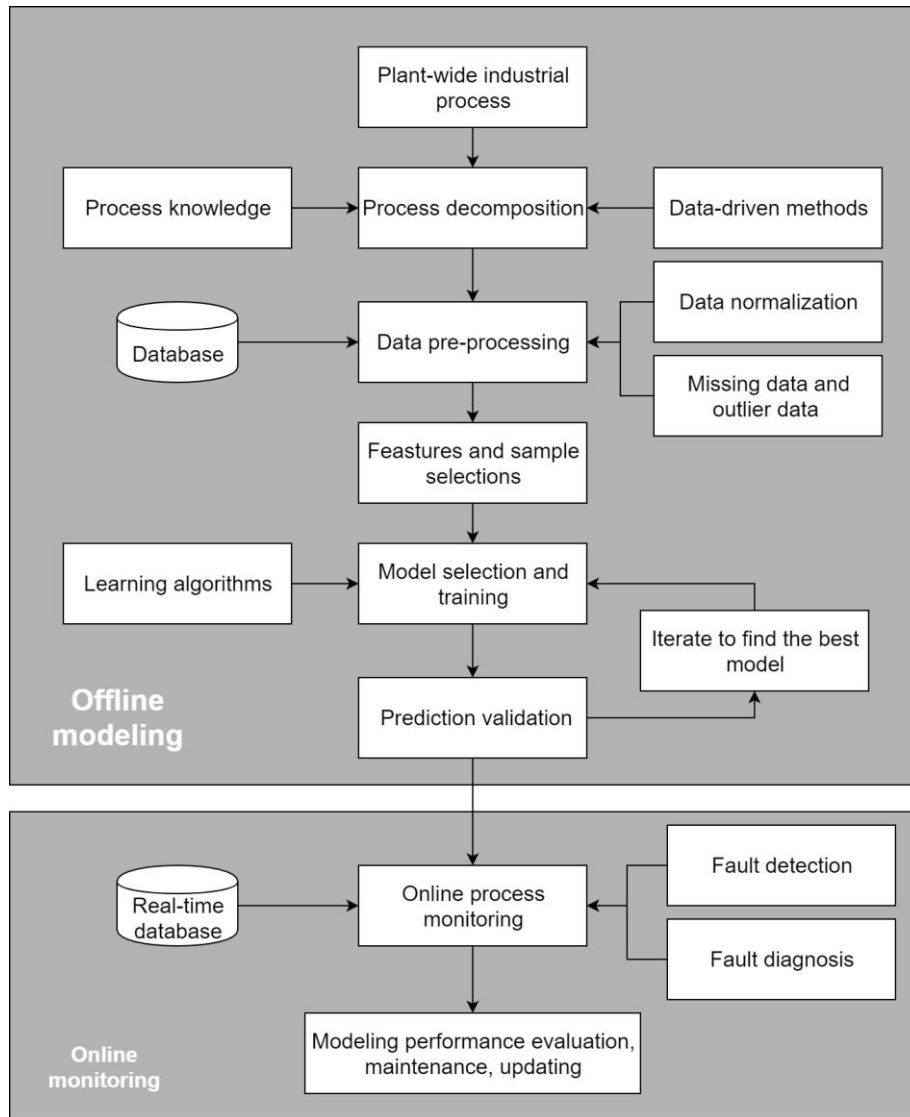 Plant-wide industrial
process
Process knowledge
Process decomposition
Data-driven methods
Database
Data pre-processing
Data normalization
Missing data and
outlier data
Feastures and sample
selections
Learning algorithms
Model selection and
training
Iterate to find the best
model
Prediction validation
Offline
modeling
Real-time
database
Online process
monitoring
Fault detection
Fault diagnosis
Modeling performance evaluation,
maintenance, updating
Online
monitoring